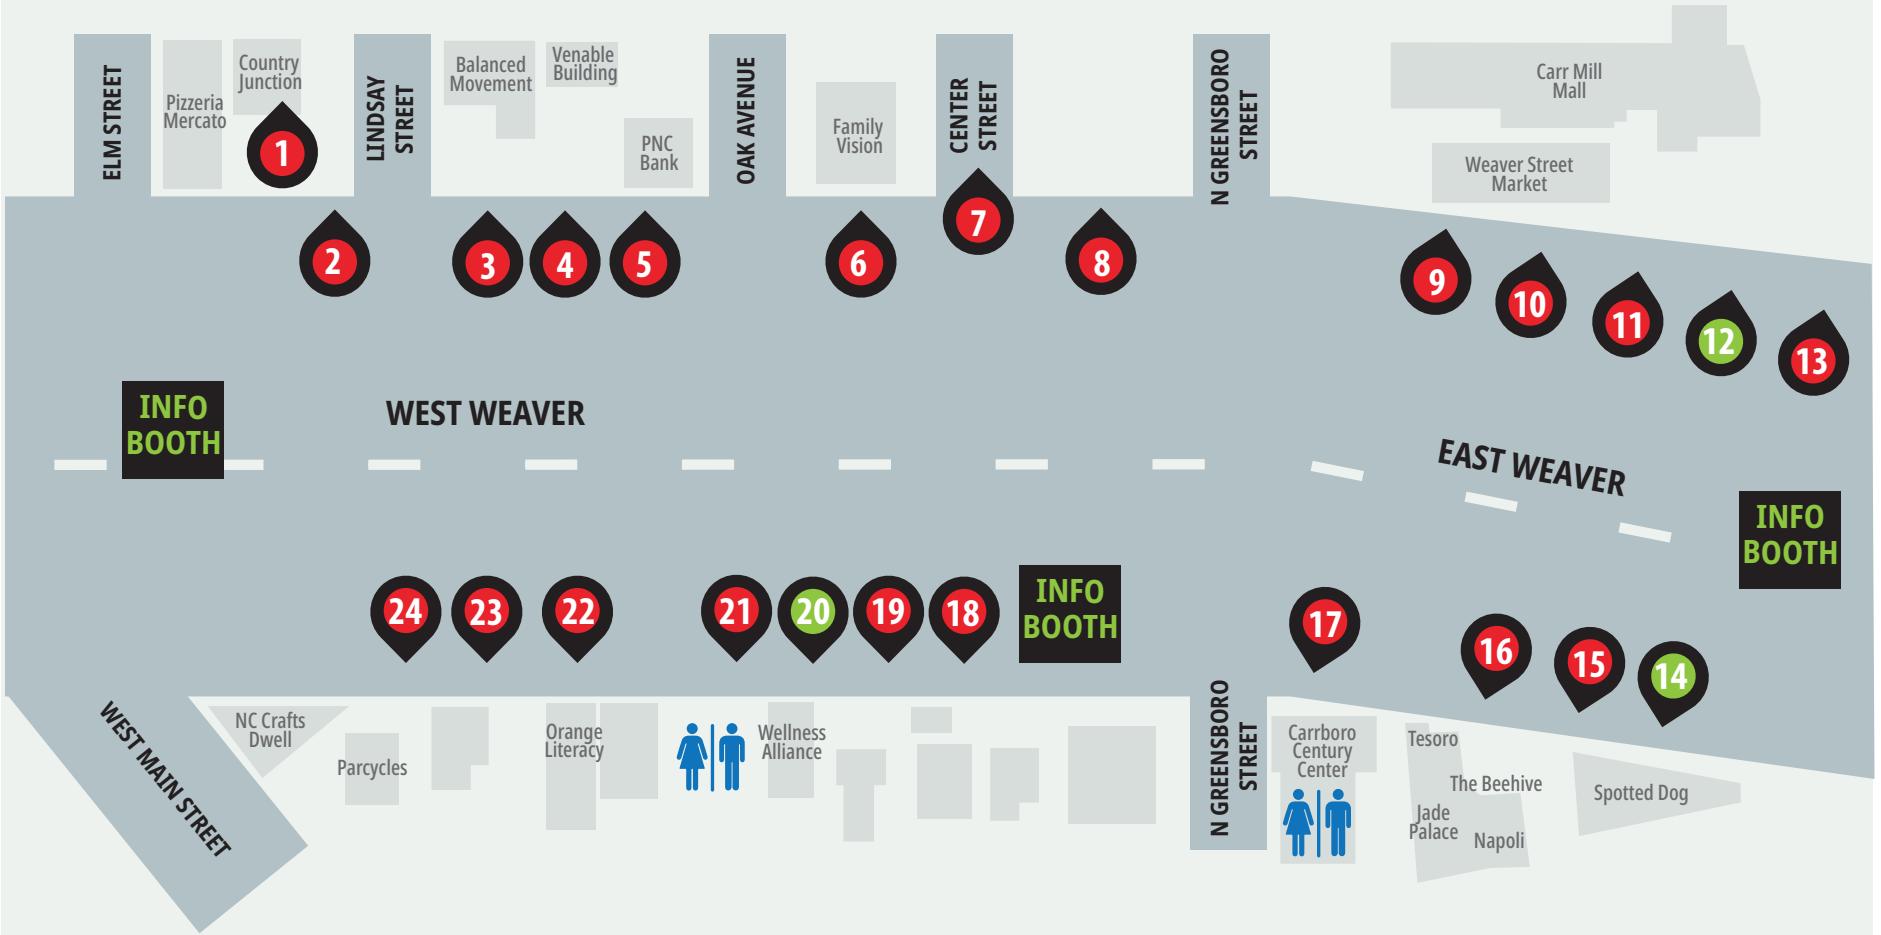 ELM STREET
Pizzeria
Mercato
Country
Junction
1
LINDSAY
STREET
Balanced
Movement
Venable
Building
PNC
Bank
OAK AVENUE
Family
Vision
CENTER
STREET
N GREENSBORO
STREET
Carr Mill
Mall
Weaver Street
Market
2
3
4
5
6
7
8
9
10
11
12
13
INFO
BOOTH
WEST WEAVER
EAST WEAVER
INFO
BOOTH
24
23
22
21
20
19
18
INFO
BOOTH
17
16
15
14
WEST MAIN STREET
NC Crafts
Dwell
Parcycles
Orange
Literacy
Wellness
Alliance
N GREENSBORO
STREET
Carrboro
Century
Center
Tesoro
The Beehive
Jade
Palace
Napoli
Spotted Dog